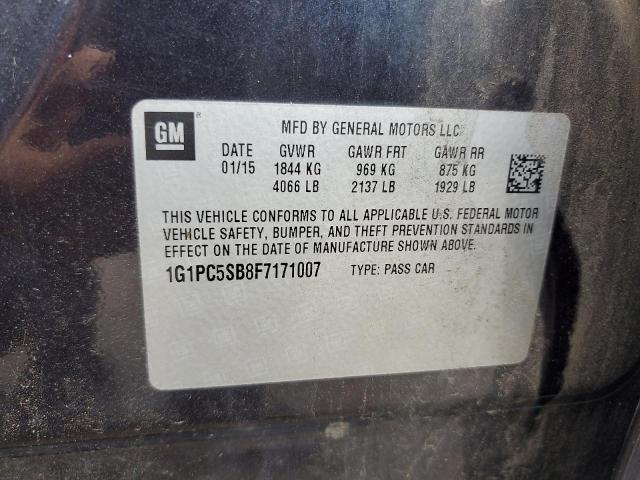 GM ®
MFD BY GENERAL MOTORS LLC
DATE GVWR GAWR FRT GAWR RR
01/15 1844 KG 969 KG 875 KG
4066 LB 2137 LB 1929 LB
THIS VEHICLE CONFORMS TO ALL APPLICABLE U.S. FEDERAL MOTOR
VEHICLE SAFETY, BUMPER, AND THEFT PREVENTION STANDARDS IN
EFFECT ON THE DATE OF MANUFACTURE SHOWN ABOVE.
1G1PC5SB8F7171007 TYPE: PASS CAR